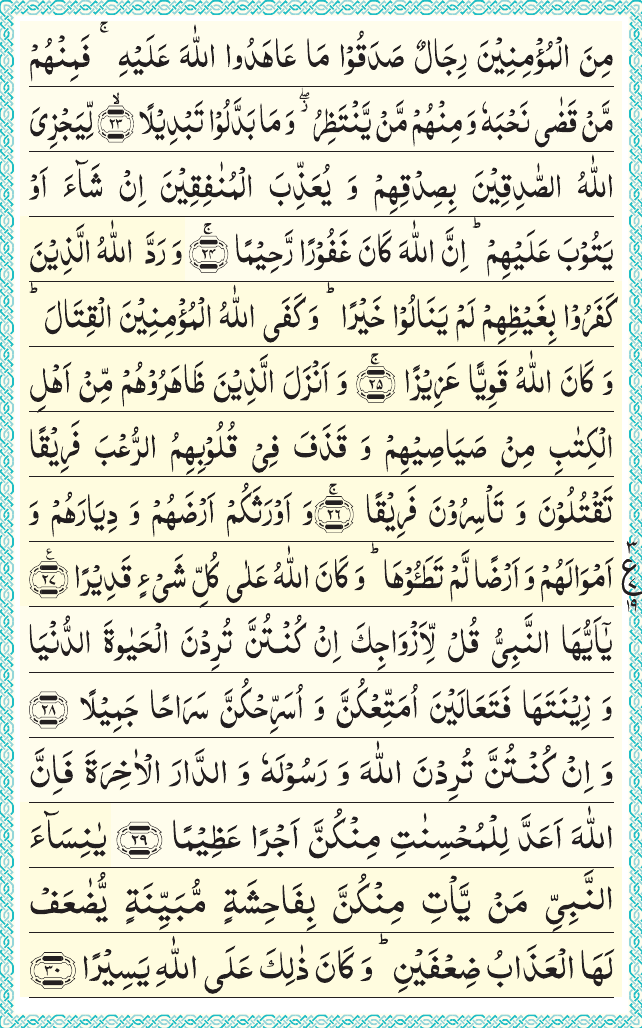 مِنَ الْمُؤْمِنِيْنَ رِجَالٌ صَدَقُوْا مَا عَاهَدُوا اللّٰهَ عَلَيْهِ ۚ فَمِنْهُمْ
مَّنْ قَضٰى نَحْبَهٗ وَ مِنْهُمْ مَّنْ يَّنْتَظِرُ ۖ وَ مَا بَدَّلُوْا تَبْدِيْلًا ۙ۲۳ لِّيَجْزِىَ
اللّٰهُ الصّٰدِقِيْنَ بِصِدْقِهِمْ وَ يُعَذِّبَ الْمُنٰفِقِيْنَ اِنْ شَآءَ اَوْ
يَتُوْبَ عَلَيْهِمْ ؕ اِنَّ اللّٰهَ كَانَ غَفُوْرًا رَّحِيْمًا ۚ۲۴ وَ رَدَّ اللّٰهُ الَّذِيْنَ
كَفَرُوْا بِغَيْظِهِمْ لَمْ يَنَالُوْا خَيْرًا ؕ وَ كَفَى اللّٰهُ الْمُؤْمِنِيْنَ الْقِتَالَ ؕ
وَ كَانَ اللّٰهُ قَوِيًّا عَزِيْزًا ۚ۲۵ وَ اَنْزَلَ الَّذِيْنَ ظَاهَرُوْهُمْ مِّنْ اَهْلِ
الْكِتٰبِ مِنْ صَيَاصِيْهِمْ وَ قَذَفَ فِىْ قُلُوْبِهِمُ الرُّعْبَ فَرِيْقًا
تَقْتُلُوْنَ وَ تَاْسِرُوْنَ فَرِيْقًا ۚ۲۶ وَ اَوْرَثَكُمْ اَرْضَهُمْ وَ دِيَارَهُمْ وَ
اَمْوَالَهُمْ وَ اَرْضًا لَّمْ تَطَئُوْهَا ؕ وَ كَانَ اللّٰهُ عَلٰى كُلِّ شَىْءٍ قَدِيْرًا ۲۷ ع
يٰۤاَيُّهَا النَّبِىُّ قُلْ لِّاَزْوَاجِكَ اِنْ كُنْتُنَّ تُرِدْنَ الْحَيٰوةَ الدُّنْيَا
وَ زِيْنَتَهَا فَتَعَالَيْنَ اُمَتِّعْكُنَّ وَ اُسَرِّحْكُنَّ سَرَاحًا جَمِيْلًا ۲۸
وَ اِنْ كُنْتُنَّ تُرِدْنَ اللّٰهَ وَ رَسُوْلَهٗ وَ الدَّارَ الْاٰخِرَةَ فَاِنَّ
اللّٰهَ اَعَدَّ لِلْمُحْسِنٰتِ مِنْكُنَّ اَجْرًا عَظِيْمًا ۲۹ يٰنِسَآءَ
النَّبِىِّ مَنْ يَّاْتِ مِنْكُنَّ بِفَاحِشَةٍ مُّبَيِّنَةٍ يُّضٰعَفْ
لَهَا الْعَذَابُ ضِعْفَيْنِ ؕ وَ كَانَ ذٰلِكَ عَلَى اللّٰهِ يَسِيْرًا ۳۰